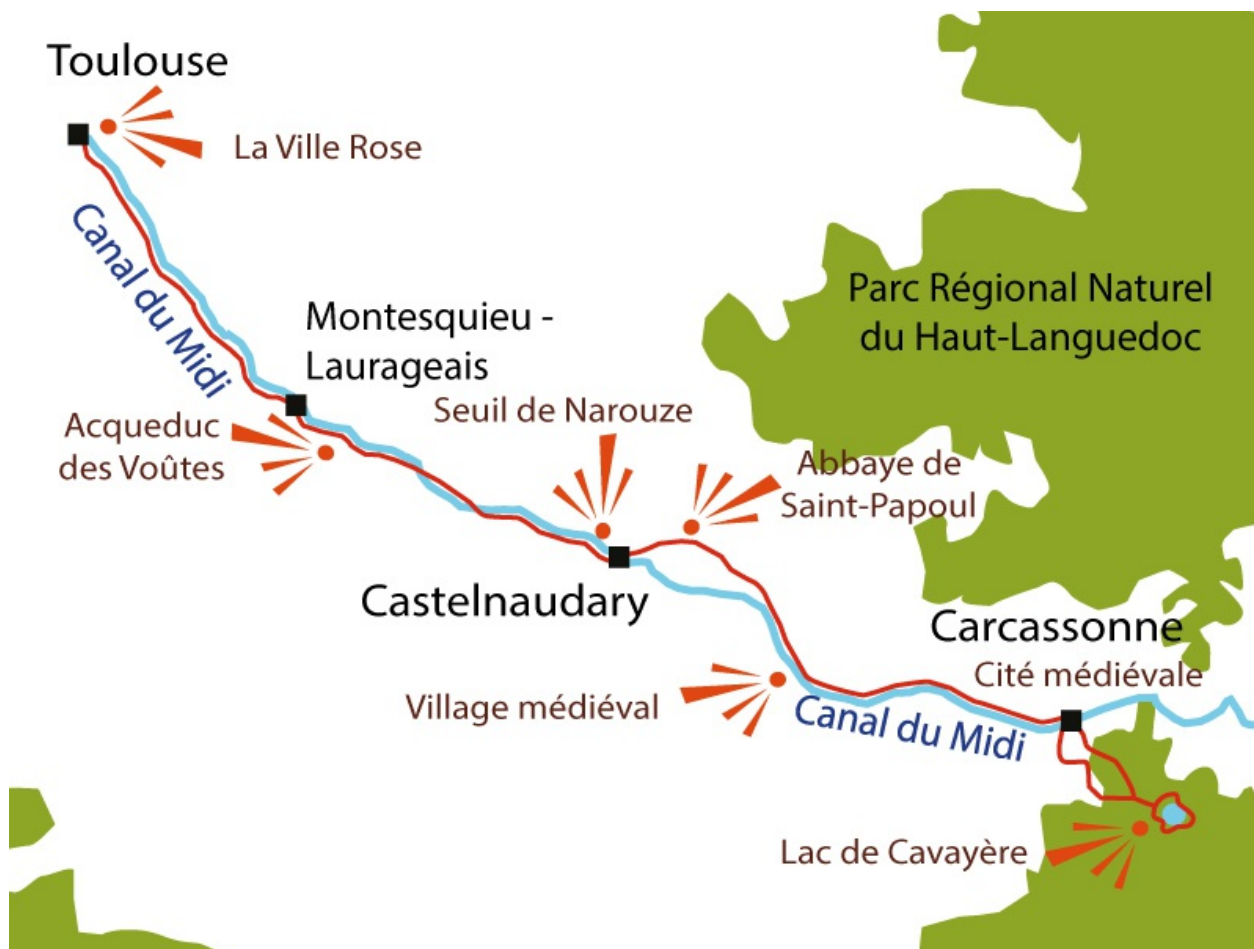 Toulouse
La Ville Rose
Canal du Midi
Montesquieu -
Laurageais
Acqueduc
des Voûtes
Seuil de Narouze
Abbaye de
Saint-Papoul
Parc Régional Naturel
du Haut-Languedoc
Castelnaudary
Carcassonne
Cité médiévale
Village médiéval
Canal du Midi
Lac de Cavayère